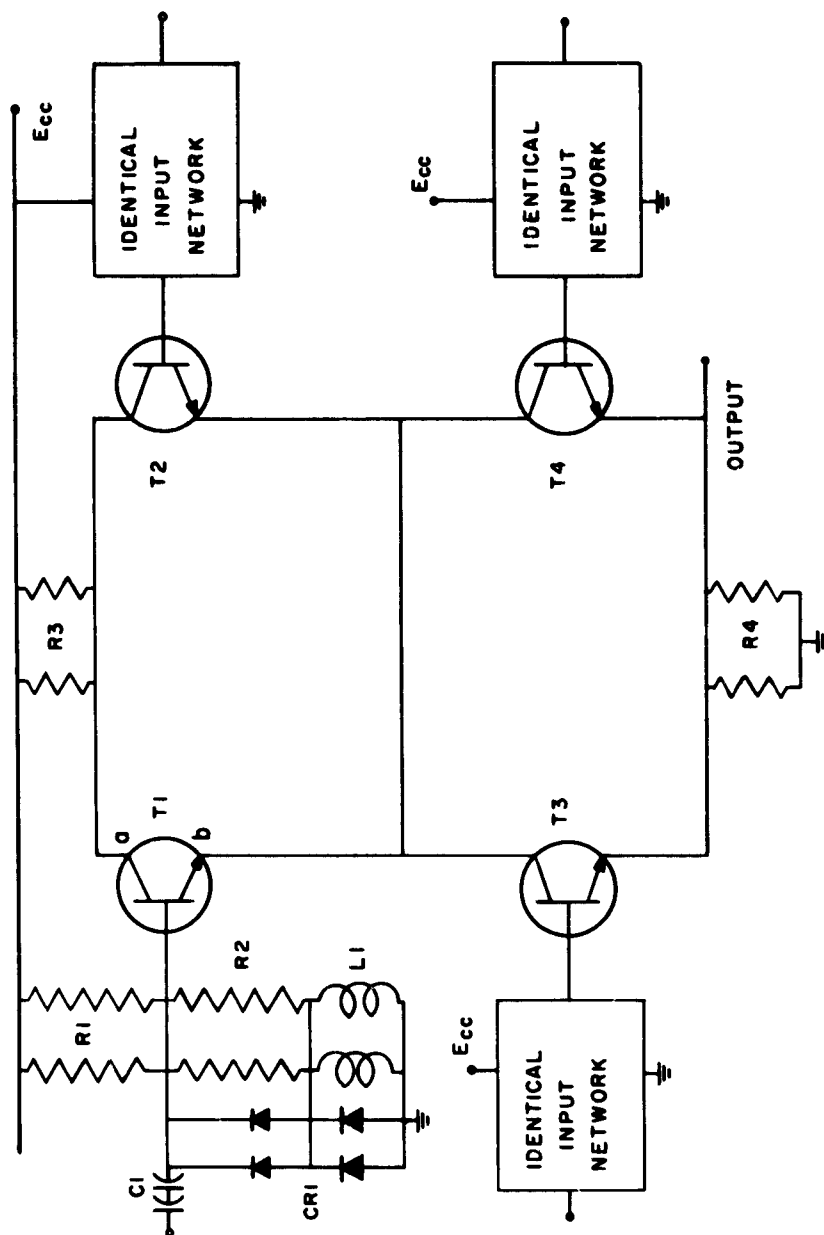 Ecc
IDENTICAL
INPUT
NETWORK
Ecc
IDENTICAL
INPUT
NETWORK
T2
T4
OUTPUT
R3
R4
a
T1
b
T3
R1
R2
L1
C1
CR1
Ecc
IDENTICAL
INPUT
NETWORK